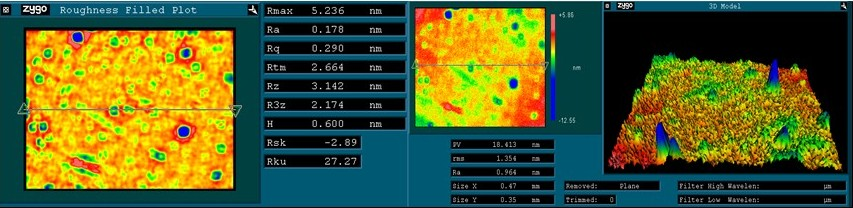 zygo
Roughness Filled Plot
Rmax 5.236 nm
Ra 0.178 nm
Rq 0.290 nm
Rtm 2.664 nm
Rz 3.142 nm
R3z 2.174 nm
H 0.600 nm
Rsk -2.89
Rku 27.27
+5.86
nm
-12.55
PV 18.413 nm
rms 1.354 nm
Ra 0.964 nm
Size X 0.47 mm
Size Y 0.35 mm
zygo
3D Model
Removed: Plane
Trimmed: 0
Filter High Wavelen: µm
Filter Low Wavelen: µm